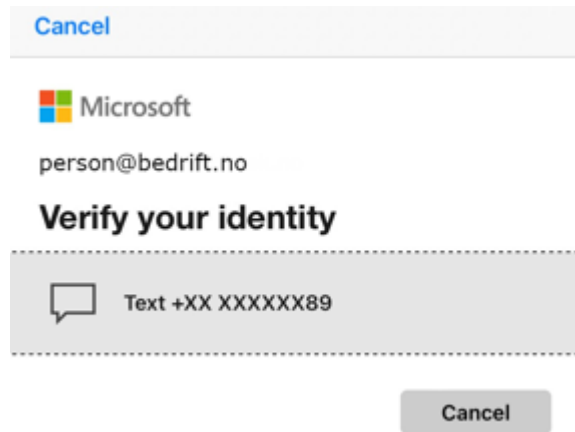 Cancel
Microsoft
person@bedrift.no
Verify your identity
Text +XX XXXXXX89
Cancel